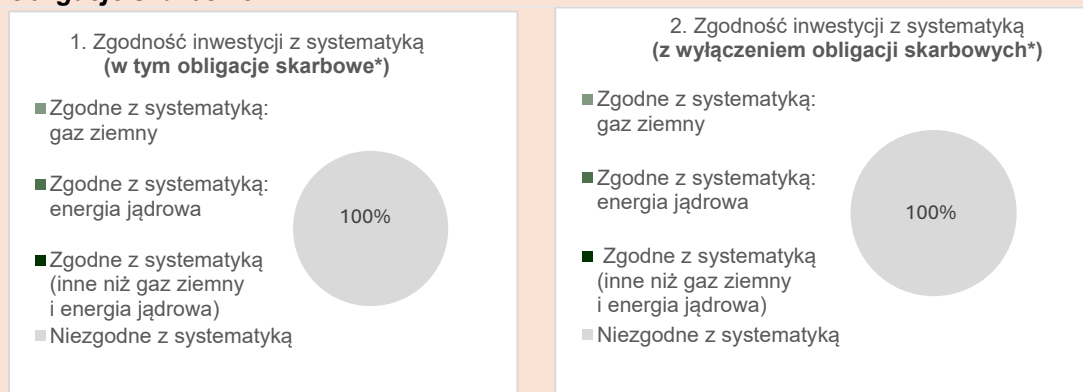 1. Zgodność inwestycji z systematyką
(w tym obligacje skarbowe*)
Zgodne z systematyką:
gaz ziemny
Zgodne z systematyką:
energia jądrowa
Zgodne z systematyką
(inne niż gaz ziemny
i energia jądrowa)
Niezgodne z systematyką
100%
2. Zgodność inwestycji z systematyką
(z wyłączeniem obligacji skarbowych*)
Zgodne z systematyką:
gaz ziemny
Zgodne z systematyką:
energia jądrowa
Zgodne z systematyką
(inne niż gaz ziemny
i energia jądrowa)
Niezgodne z systematyką
100%